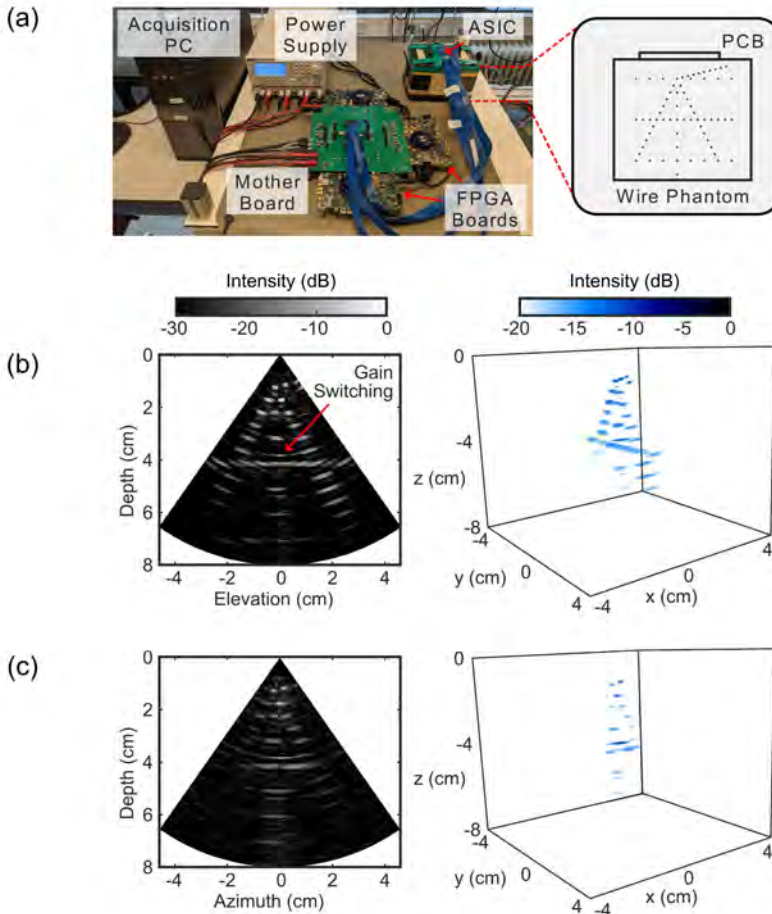 (a)
Acquisition
PC
Power
Supply
ASIC
PCB
Mother
Board
FPGA
Boards
Wire Phantom
Intensity (dB)
-30 -20 -10 0
Intensity (dB)
-20 -15 -10 -5 0
(b)
Gain
Switching
0
2
4
6
8
Depth (cm)
-4 -2 0 2 4
Elevation (cm)
0
-4
-8
z (cm)
-4
0
4
y (cm)
-4
0
4
x (cm)
(c)
0
2
4
6
8
Depth (cm)
-4 -2 0 2 4
Azimuth (cm)
0
-4
-8
z (cm)
-4
0
4
y (cm)
-4
0
4
x (cm)